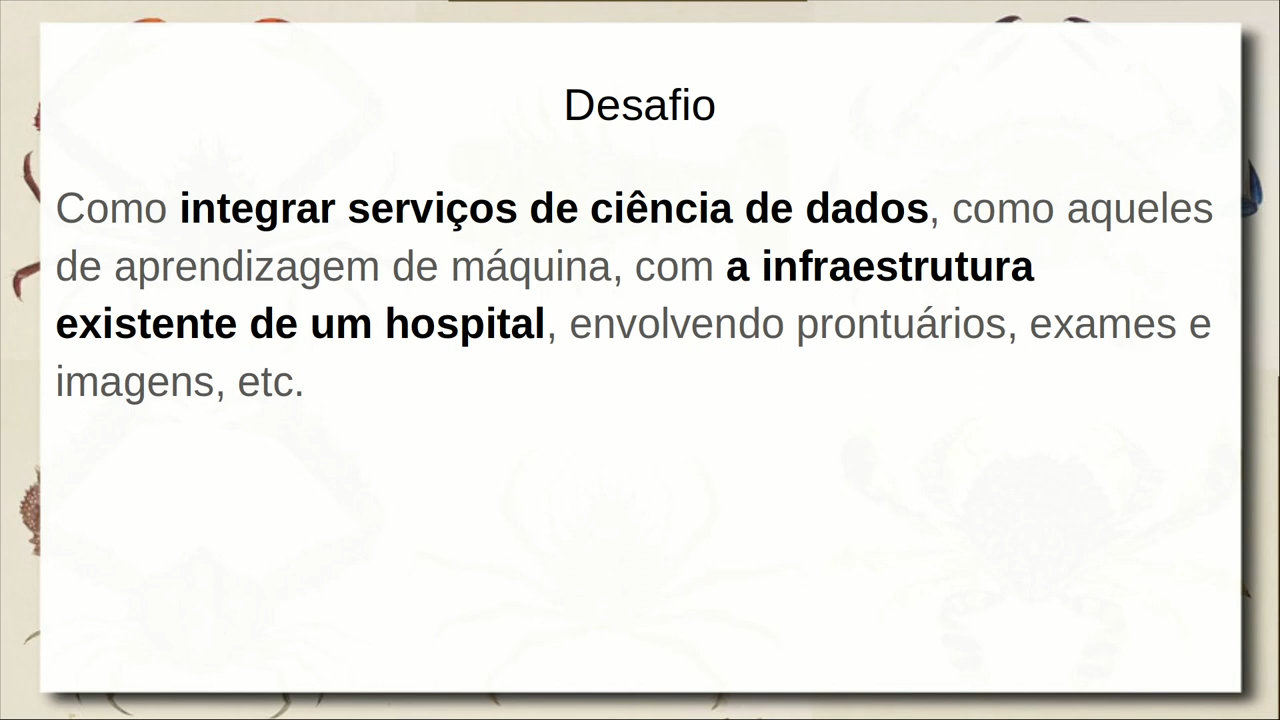 Desafio
Como integrar serviços de ciência de dados, como aqueles
de aprendizagem de máquina, com a infraestrutura
existente de um hospital, envolvendo prontuários, exames e
imagens, etc.